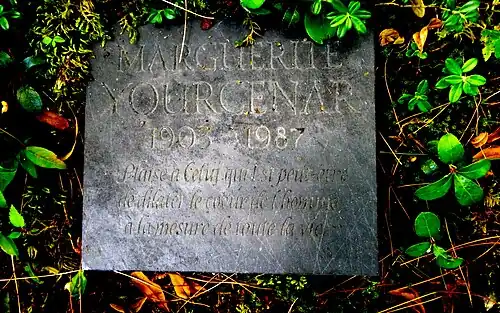 MARGUERITE
YOURCENAR
1903 1987
Plaise à Celui qui Est peut-être
de dilater le cœur de l'homme
à la mesure de toute la vie